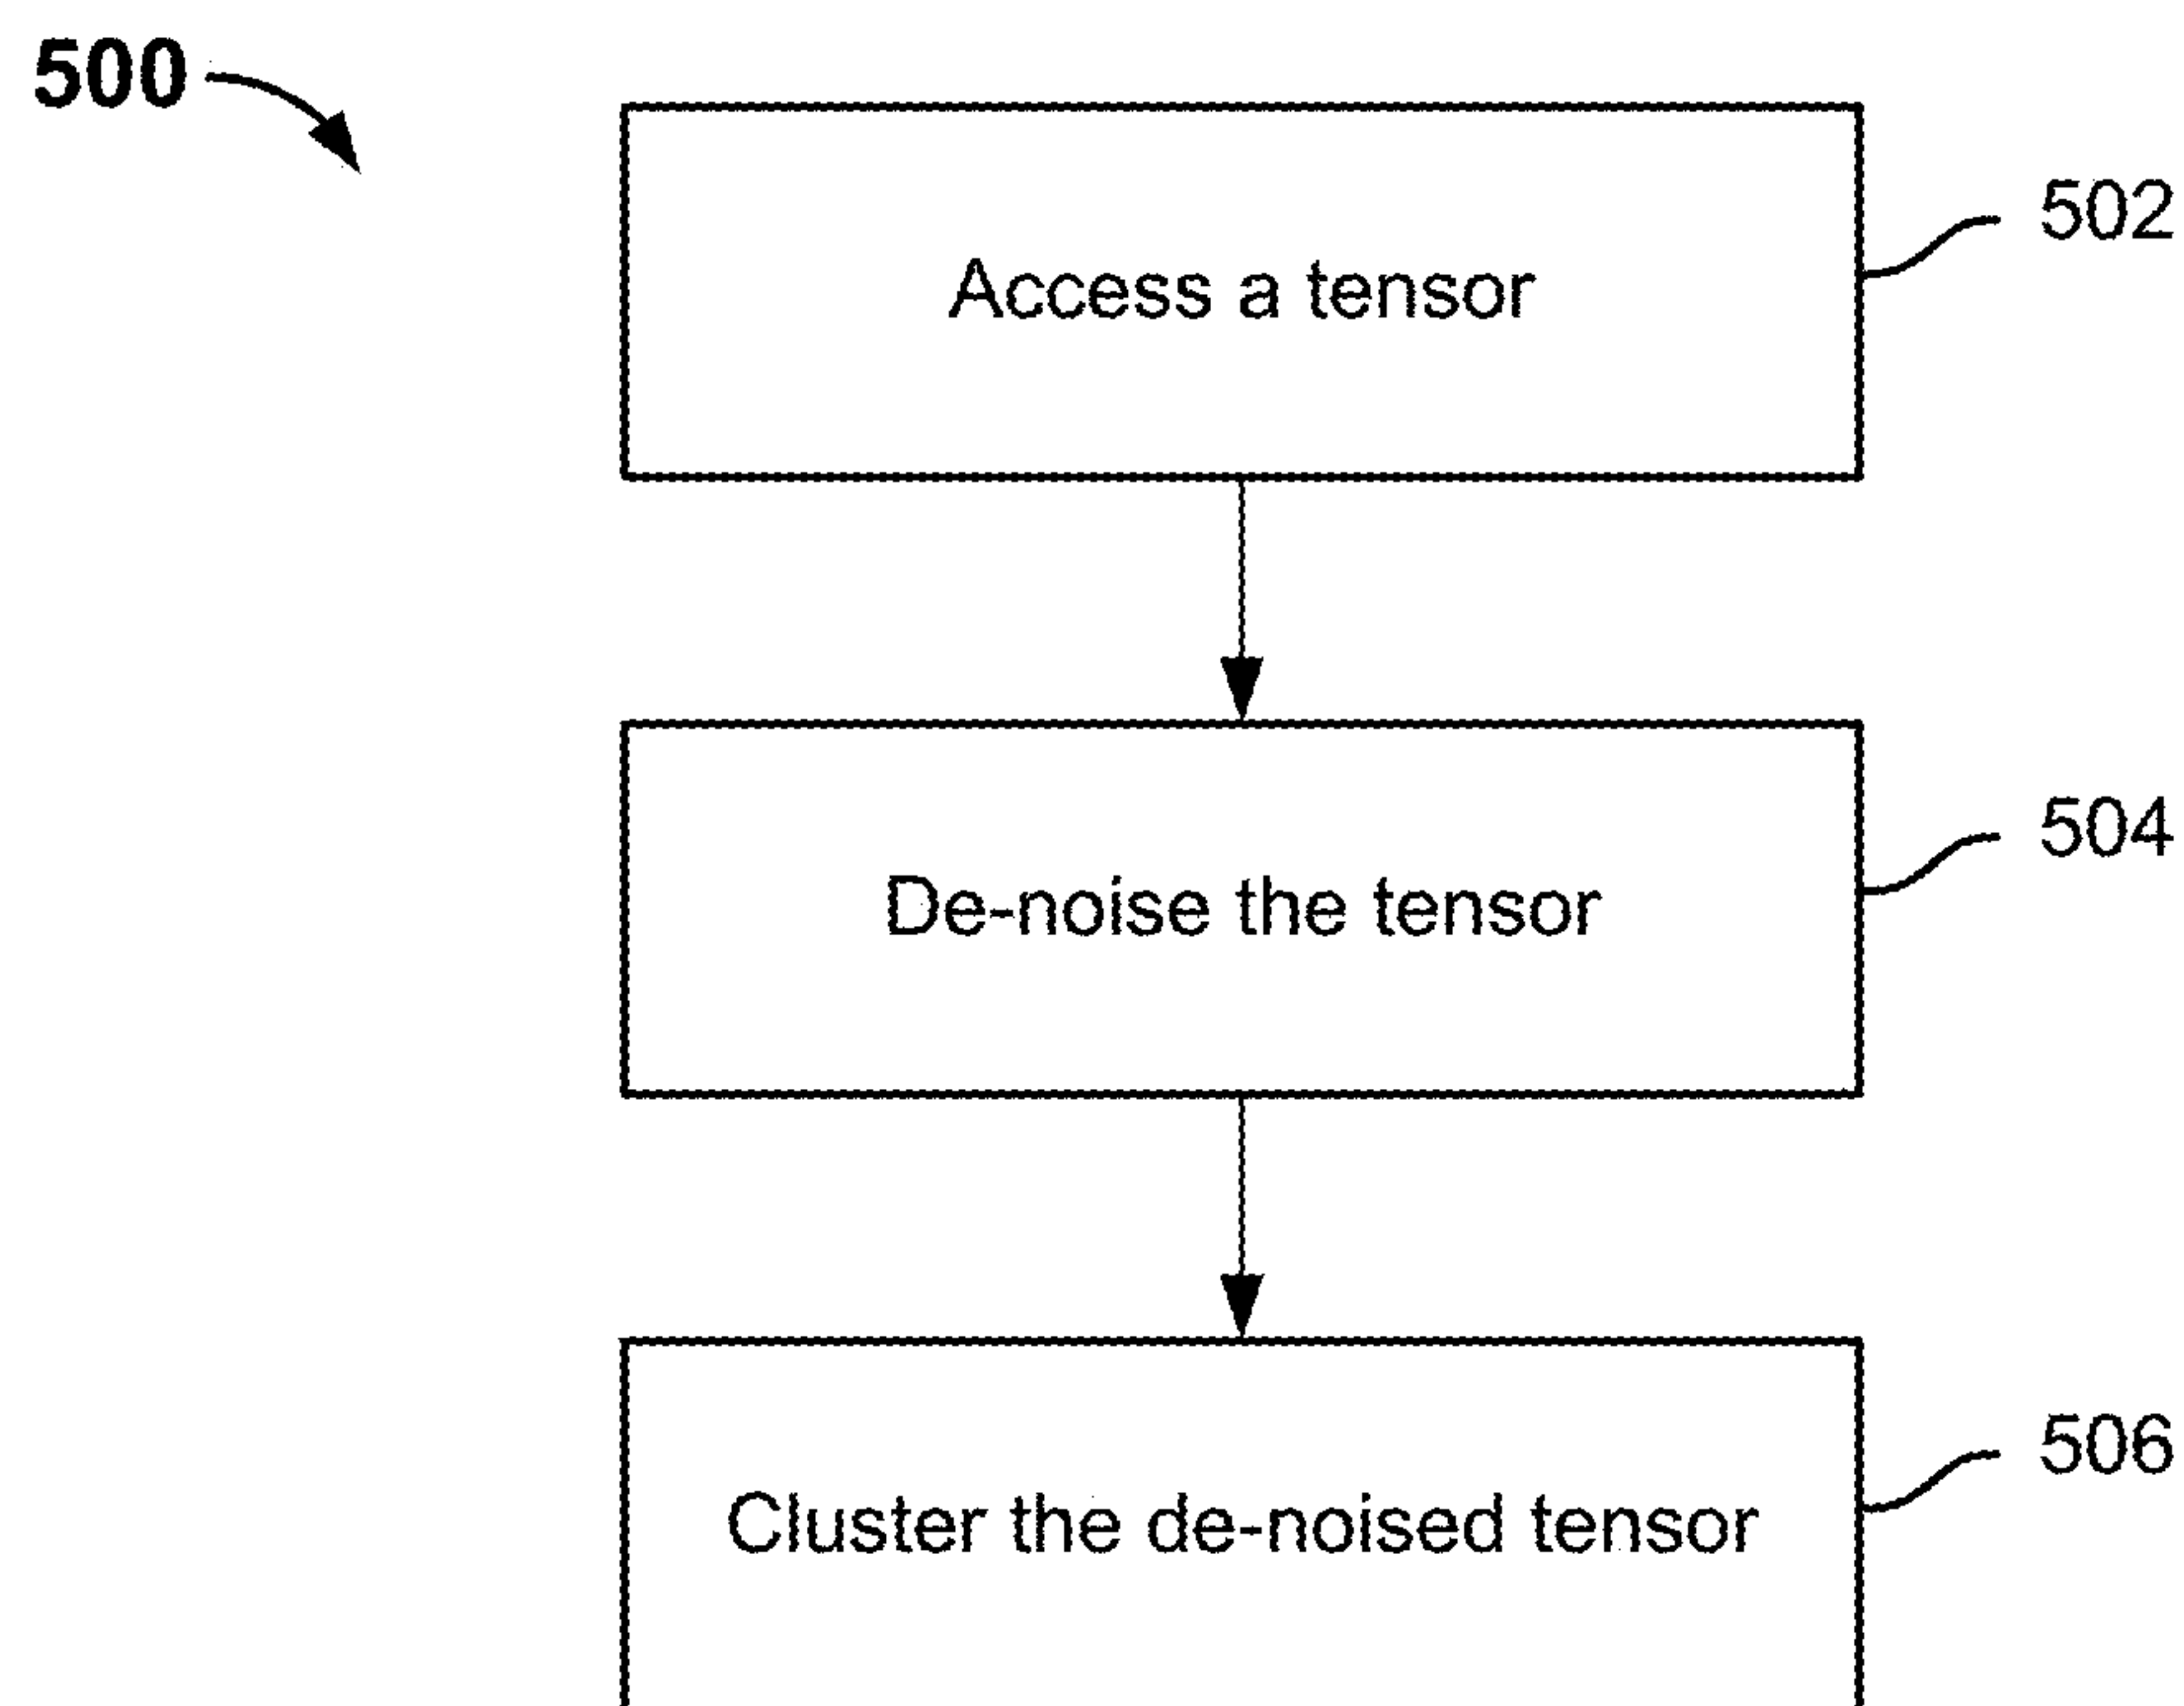 500
502
Access a tensor
504
De-noise the tensor
506
Cluster the de-noised tensor